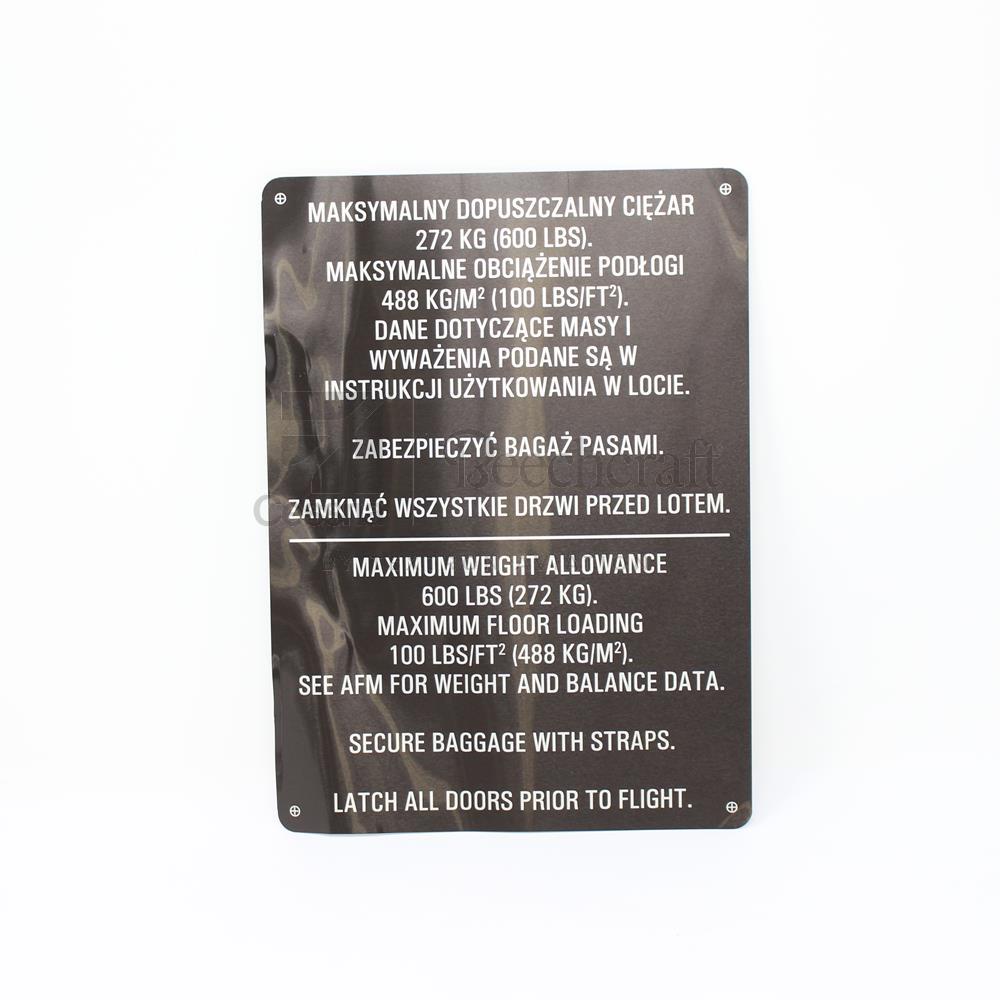 MAKSYMALNY DOPUSZCZALNY CIĘŻAR
272 KG (600 LBS).
MAKSYMALNE OBCIĄŻENIE PODŁOGI
488 KG/M² (100 LBS/FT²).
DANE DOTYCZĄCE MASY I
WYWAŻENIA PODANE SĄ W
INSTRUKCJI UŻYTKOWANIA W LOCIE.
ZABEZPIECZYĆ BAGAŻ PASAMI.
Beechcraft
ZAMKNĄĆ WSZYSTKIE DRZWI PRZED LOTEM.
MAXIMUM WEIGHT ALLOWANCE
600 LBS (272 KG).
MAXIMUM FLOOR LOADING
100 LBS/FT² (488 KG/M²).
SEE AFM FOR WEIGHT AND BALANCE DATA.
SECURE BAGGAGE WITH STRAPS.
LATCH ALL DOORS PRIOR TO FLIGHT.